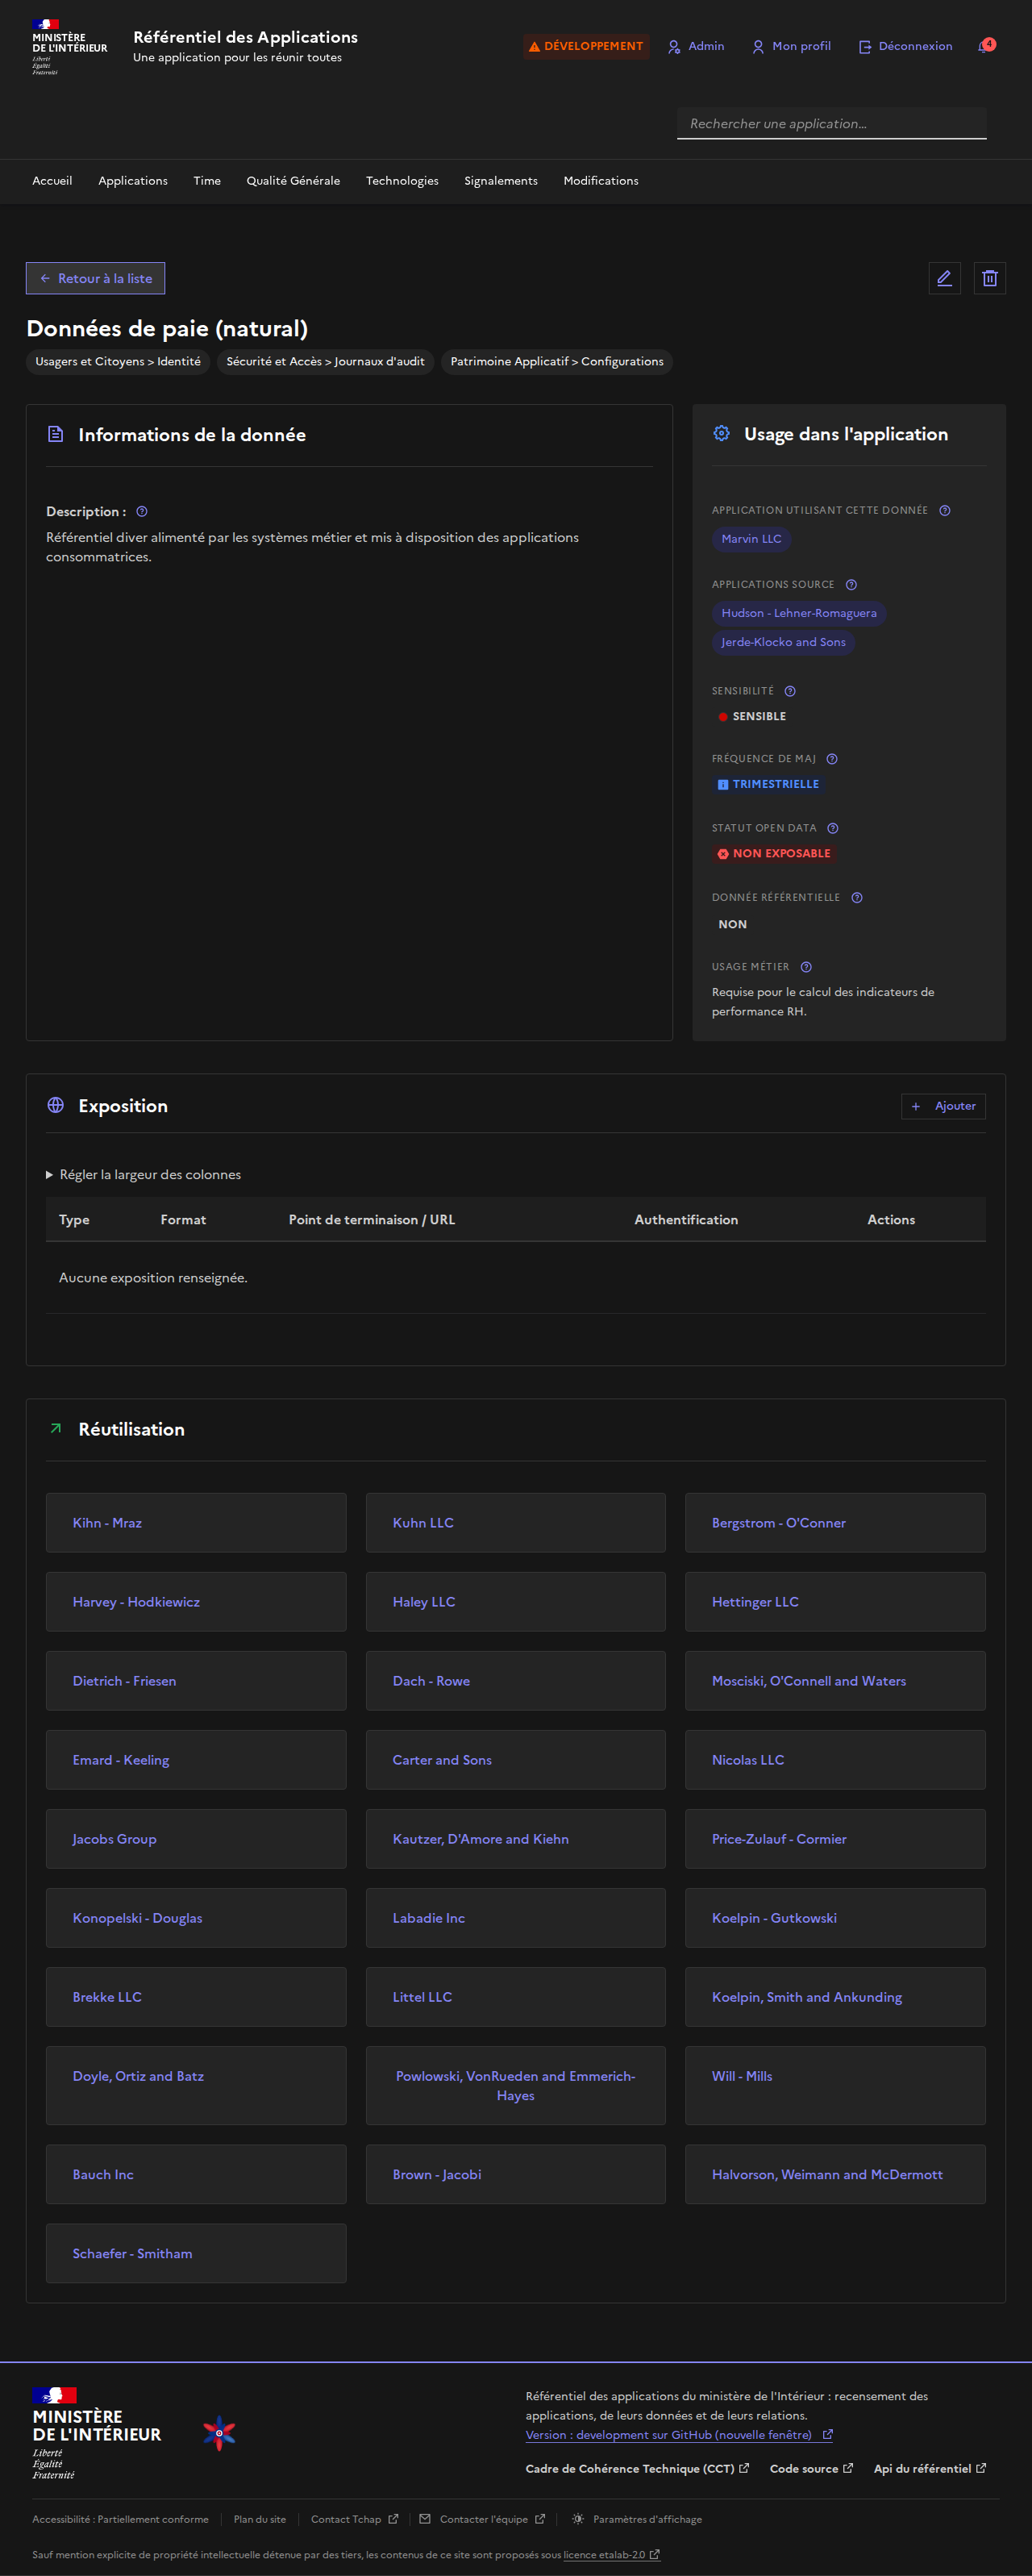 MINISTÈRE
DE L'INTÉRIEUR
Liberté
Égalité
Fraternité
Référentiel des Applications
Une application pour les réunir toutes
DÉVELOPPEMENT
Admin
Mon profil
Déconnexion
4
Rechercher une application…
Accueil
Applications
Time
Qualité Générale
Technologies
Signalements
Modifications
Retour à la liste
Données de paie (natural)
Usagers et Citoyens > Identité
Sécurité et Accès > Journaux d'audit
Patrimoine Applicatif > Configurations
Informations de la donnée
Description :
Référentiel diver alimenté par les systèmes métier et mis à disposition des applications
consommatrices.
Usage dans l'application
APPLICATION UTILISANT CETTE DONNÉE
Marvin LLC
APPLICATIONS SOURCE
Hudson - Lehner-Romaguera
Jerde-Klocko and Sons
SENSIBILITÉ
SENSIBLE
FRÉQUENCE DE MAJ
TRIMESTRIELLE
STATUT OPEN DATA
NON EXPOSABLE
DONNÉE RÉFÉRENTIELLE
NON
USAGE MÉTIER
Requise pour le calcul des indicateurs de
performance RH.
Exposition
Ajouter
Régler la largeur des colonnes
Type Format Point de terminaison / URL Authentification Actions
Aucune exposition renseignée.
Réutilisation
Kihn - Mraz
Kuhn LLC
Bergstrom - O'Conner
Harvey - Hodkiewicz
Haley LLC
Hettinger LLC
Dietrich - Friesen
Dach - Rowe
Mosciski, O'Connell and Waters
Emard - Keeling
Carter and Sons
Nicolas LLC
Jacobs Group
Kautzer, D'Amore and Kiehn
Price-Zulauf - Cormier
Konopelski - Douglas
Labadie Inc
Koelpin - Gutkowski
Brekke LLC
Littel LLC
Koelpin, Smith and Ankunding
Doyle, Ortiz and Batz
Powlowski, VonRueden and Emmerich-
Hayes
Will - Mills
Bauch Inc
Brown - Jacobi
Halvorson, Weimann and McDermott
Schaefer - Smitham
MINISTÈRE
DE L'INTÉRIEUR
Liberté
Égalité
Fraternité
Référentiel des applications du ministère de l'Intérieur : recensement des
applications, de leurs données et de leurs relations.
Version : development sur GitHub (nouvelle fenêtre)
Cadre de Cohérence Technique (CCT)
Code source
Api du référentiel
Accessibilité : Partiellement conforme
Plan du site
Contact Tchap
Contacter l'équipe
Paramètres d'affichage
Sauf mention explicite de propriété intellectuelle détenue par des tiers, les contenus de ce site sont proposés sous licence etalab-2.0